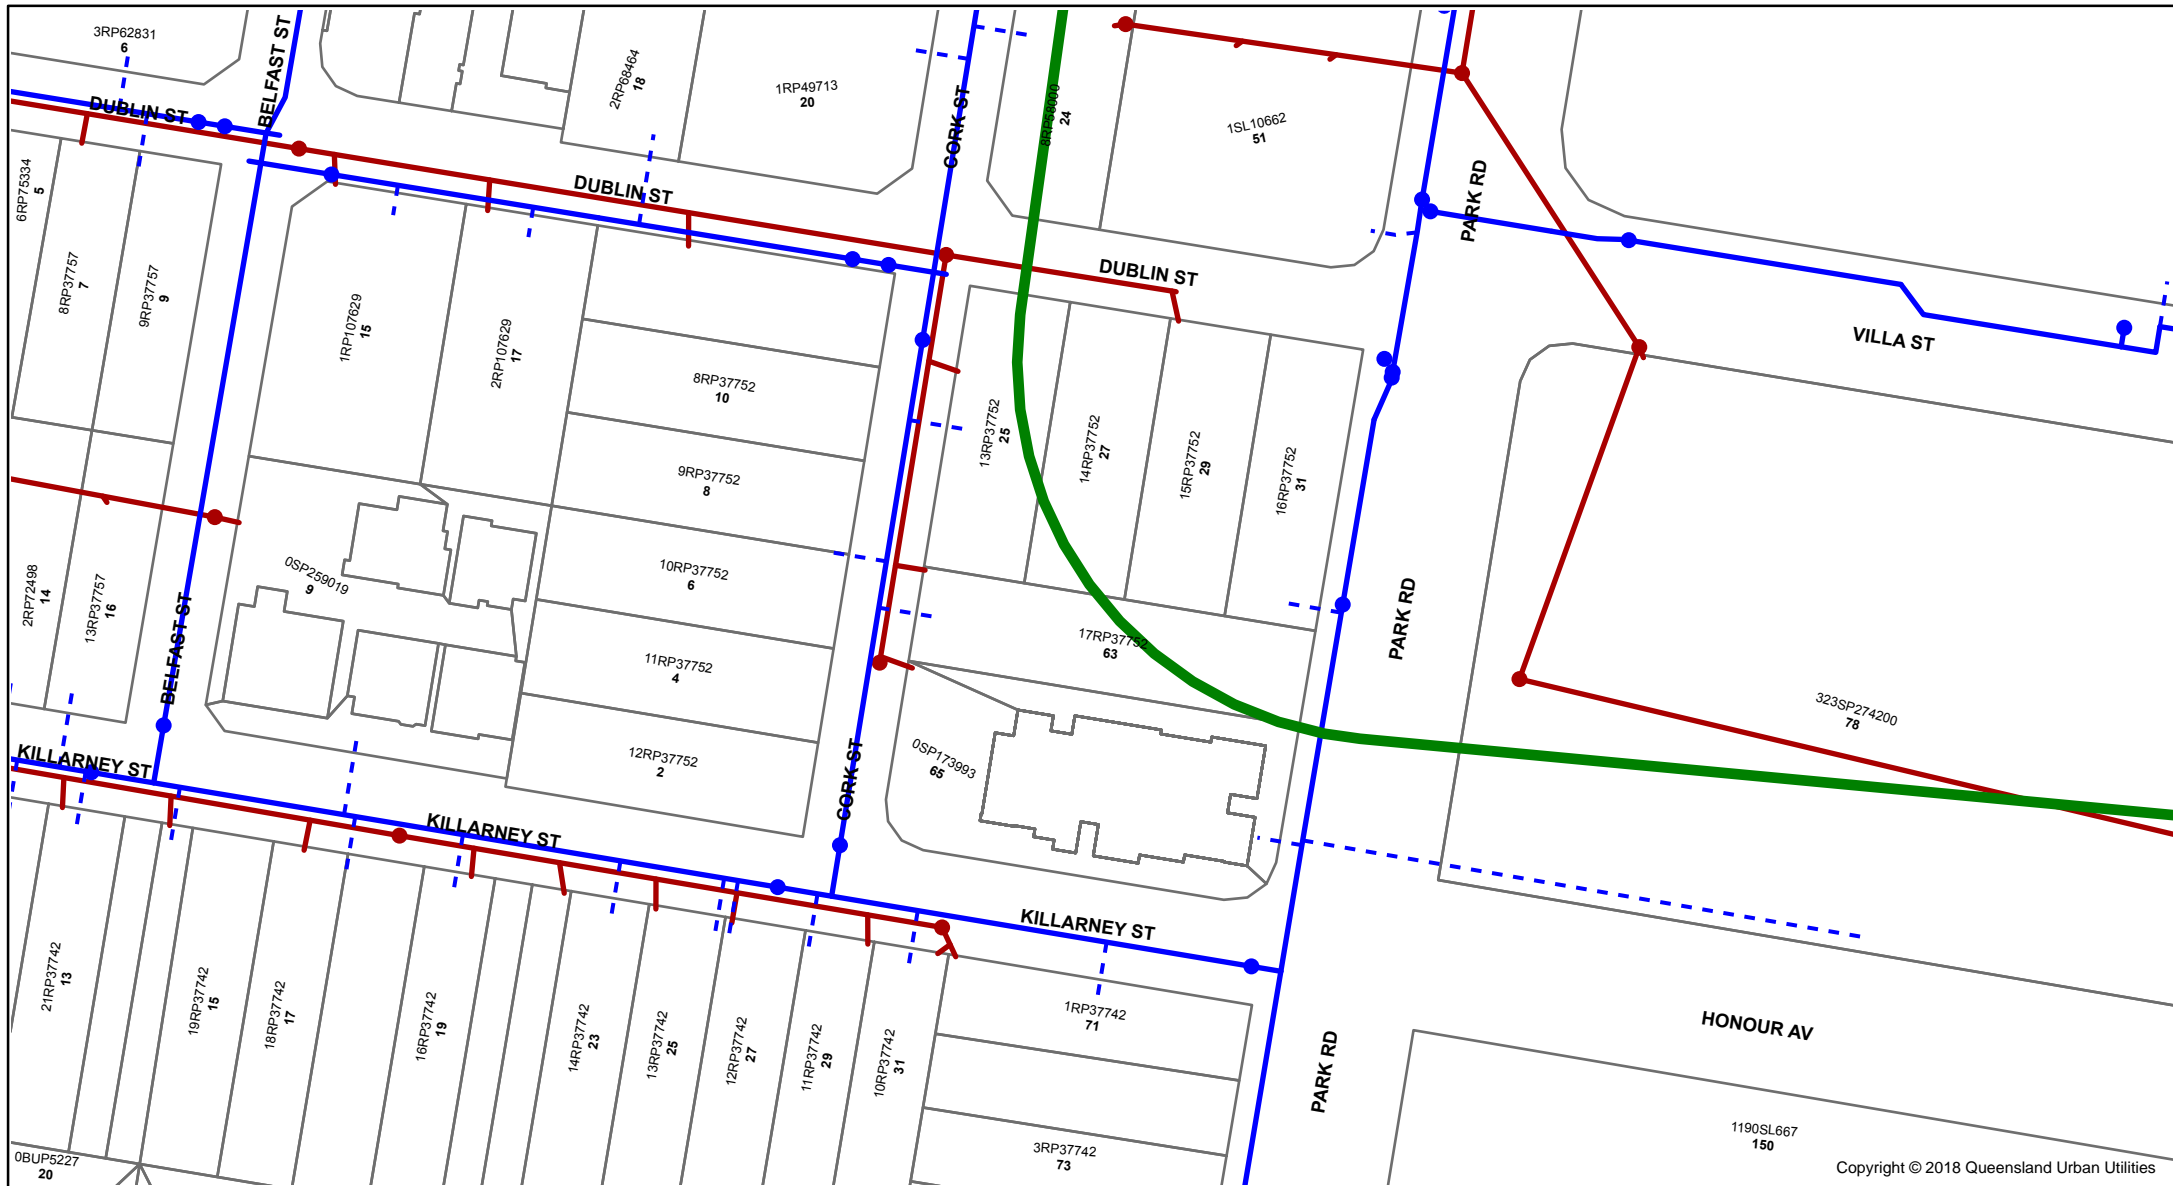 3RP62831
6
BELFAST ST
DUBLIN ST
2RP68464
18
1RP49713
20
CORK ST
8RP58000
24
1SL10662
51
PARK RD
6RP75334
5
DUBLIN ST
DUBLIN ST
8RP37757
7
9RP37757
9
1RP107629
15
2RP107629
17
VILLA ST
8RP37752
10
13RP37752
25
14RP37752
27
15RP37752
29
16RP37752
31
9RP37752
8
0SP259019
9
10RP37752
6
2RP72498
14
13RP37757
16
BELFAST ST
PARK RD
17RP37752
63
11RP37752
4
323SP274200
78
12RP37752
2
CORK ST
0SP173993
65
KILLARNEY ST
KILLARNEY ST
KILLARNEY ST
21RP37742
13
19RP37742
15
18RP37742
17
16RP37742
19
14RP37742
23
13RP37742
25
12RP37742
27
11RP37742
29
10RP37742
31
1RP37742
71
PARK RD
HONOUR AV
1190SL667
150
3RP37742
73
0BUP5227
20
Copyright © 2018 Queensland Urban Utilities